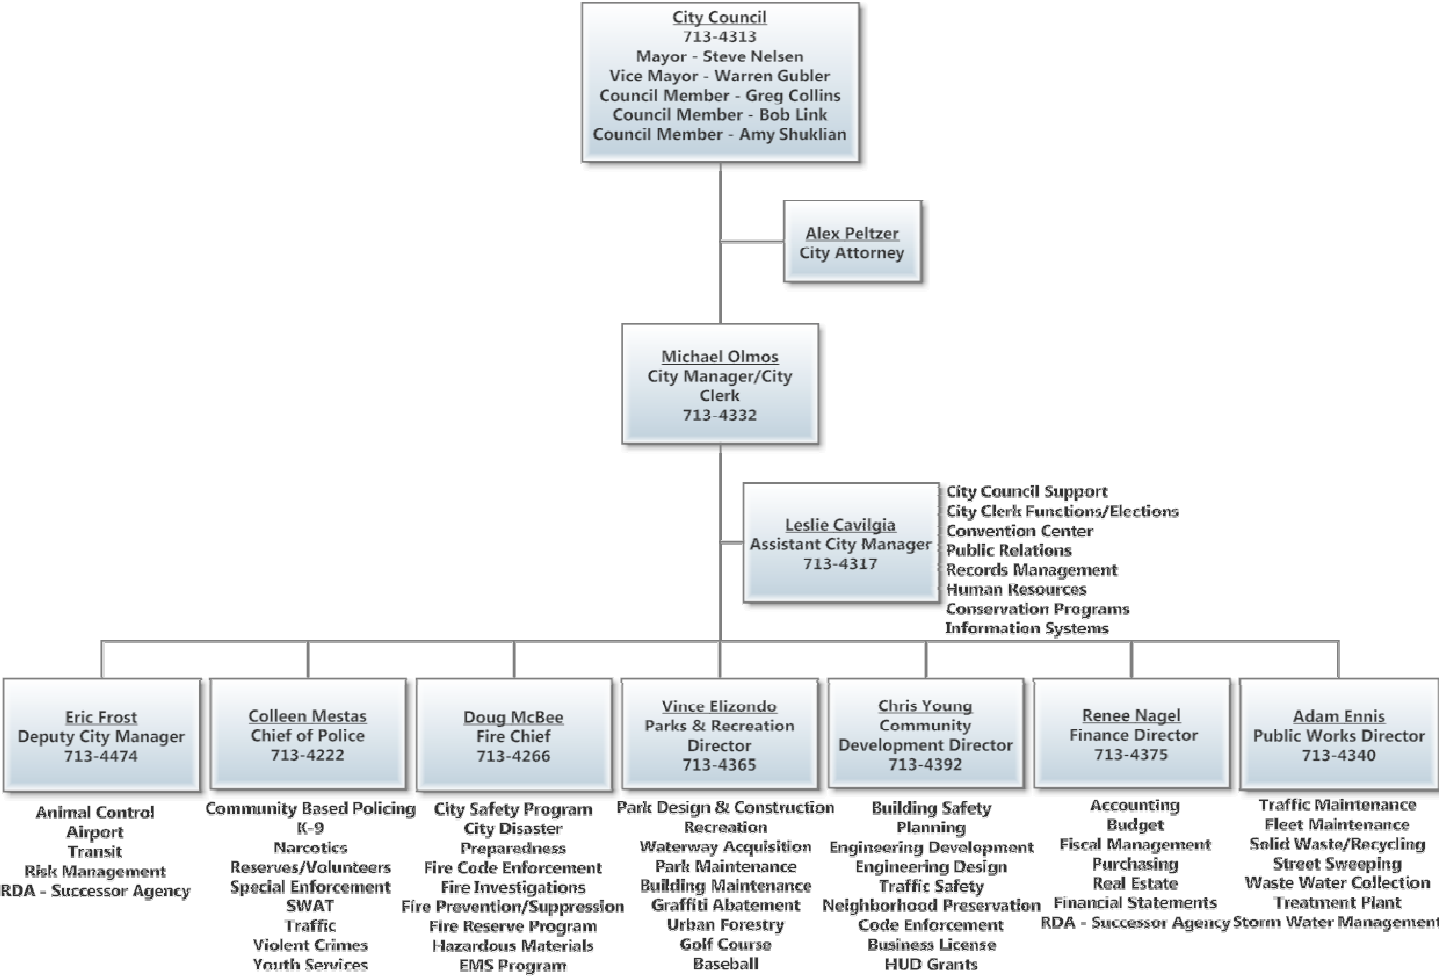 City Council
713-4313
Mayor - Steve Nelsen
Vice Mayor - Warren Gubler
Council Member - Greg Collins
Council Member - Bob Link
Council Member - Amy Shuklian
Alex Peltzer
City Attorney
Michael Olmos
City Manager/City
Clerk
713-4332
Leslie Cavilgia
Assistant City Manager
713-4317
City Council Support
City Clerk Functions/Elections
Convention Center
Public Relations
Records Management
Human Resources
Conservation Programs
Information Systems
Eric Frost
Deputy City Manager
713-4474
Animal Control
Airport
Transit
Risk Management
RDA - Successor Agency
Colleen Mestas
Chief of Police
713-4222
Community Based Policing
K-9
Narcotics
Reserves/Volunteers
Special Enforcement
SWAT
Traffic
Violent Crimes
Youth Services
Doug McBee
Fire Chief
713-4266
City Safety Program
City Disaster
Preparedness
Fire Code Enforcement
Fire Investigations
Fire Prevention/Suppression
Fire Reserve Program
Hazardous Materials
EMS Program
Vince Elizondo
Parks & Recreation
Director
713-4365
Park Design & Construction
Recreation
Waterway Acquisition
Park Maintenance
Building Maintenance
Graffiti Abatement
Urban Forestry
Golf Course
Baseball
Chris Young
Community
Development Director
713-4392
Building Safety
Planning
Engineering Development
Engineering Design
Traffic Safety
Neighborhood Preservation
Code Enforcement
Business License
HUD Grants
Renee Nagel
Finance Director
713-4375
Accounting
Budget
Fiscal Management
Purchasing
Real Estate
Financial Statements
RDA - Successor Agency
Adam Ennis
Public Works Director
713-4340
Traffic Maintenance
Fleet Maintenance
Solid Waste/Recycling
Street Sweeping
Waste Water Collection
Treatment Plant
Storm Water Management